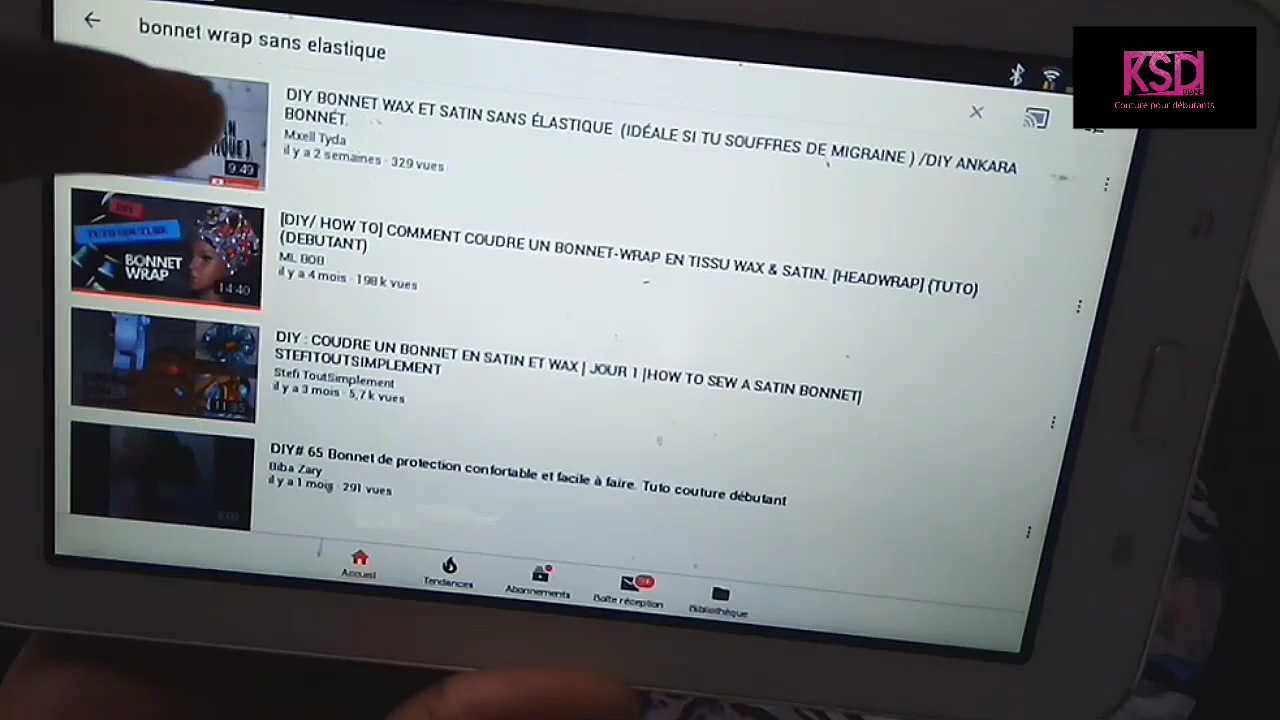 bonnet wrap sans elastique
KSD
DIANE
Couture pour débutants
DIY BONNET WAX ET SATIN SANS ÉLASTIQUE (IDÉALE SI TU SOUFFRES DE MIGRAINE ) /DIY ANKARA
BONNET.
Mxell Tyda
il y a 2 semaines · 329 vues
9:49
[DIY/ HOW TO] COMMENT COUDRE UN BONNET-WRAP EN TISSU WAX & SATIN. [HEADWRAP] (TUTO)
(DEBUTANT)
ML BOB
il y a 4 mois · 198 k vues
DIY
TUTO COUTURE
BONNET
WRAP
14:40
DIY : COUDRE UN BONNET EN SATIN ET WAX | JOUR 1 |HOW TO SEW A SATIN BONNET|
STEFITOUTSIMPLEMENT
Stefi ToutSimplement
il y a 3 mois · 5,7 k vues
DIY# 65 Bonnet de protection confortable et facile à faire. Tuto couture débutant
Biba Zary
il y a 1 mois · 291 vues
Accueil
Tendances
Abonnements
Boîte réception
Bibliothèque